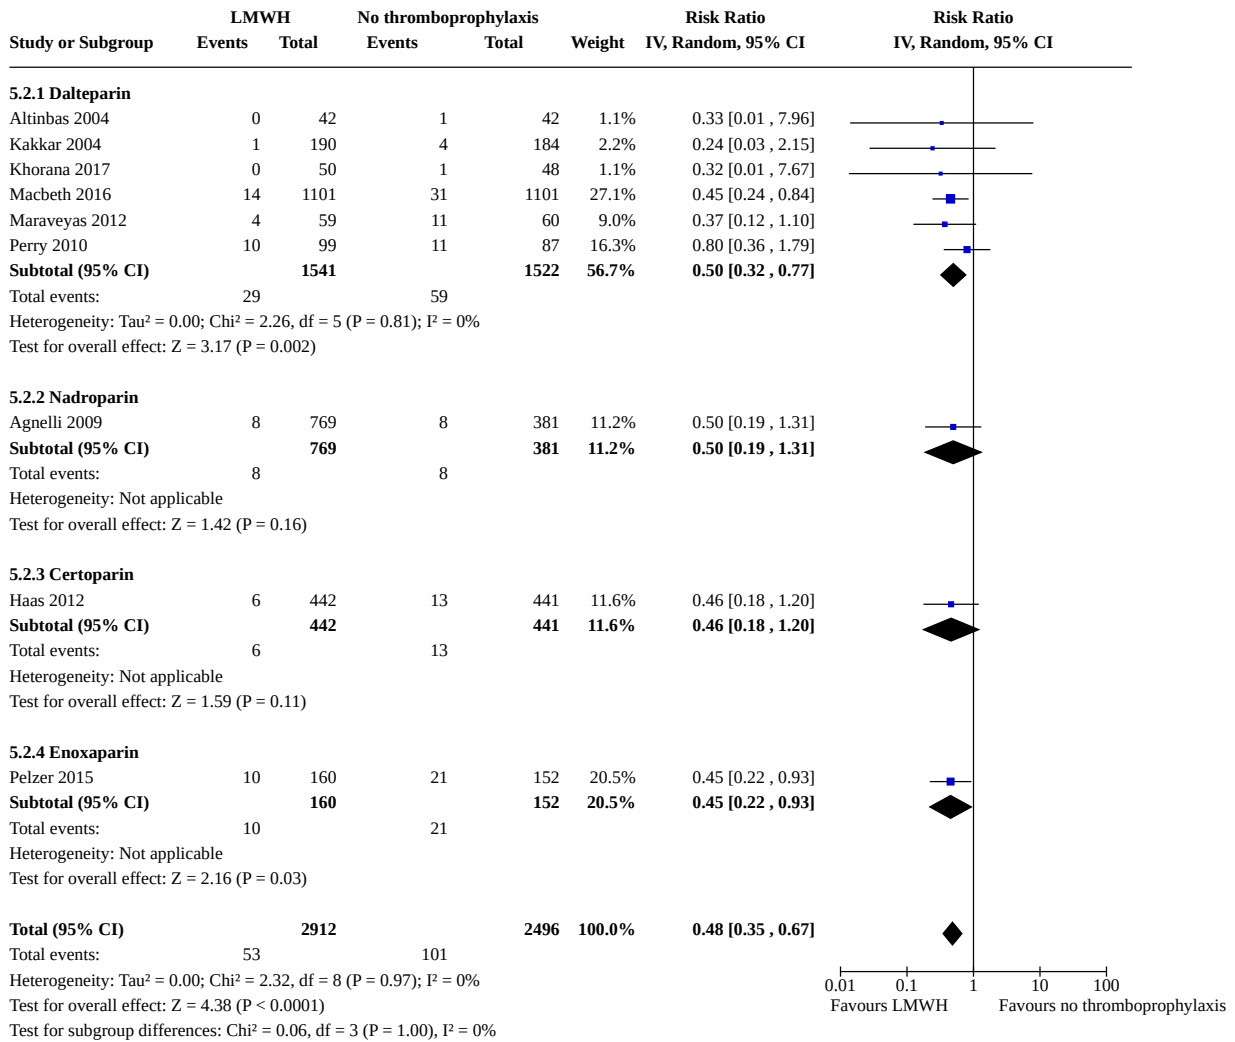 LMWH No thromboprophylaxis Risk Ratio Risk Ratio
Study or Subgroup Events Total Events Total Weight IV, Random, 95% CI IV, Random, 95% CI
5.2.1 Dalteparin
Altinbas 2004 0 42 1 42 1.1% 0.33 [0.01 , 7.96]
Kakkar 2004 1 190 4 184 2.2% 0.24 [0.03 , 2.15]
Khorana 2017 0 50 1 48 1.1% 0.32 [0.01 , 7.67]
Macbeth 2016 14 1101 31 1101 27.1% 0.45 [0.24 , 0.84]
Maraveyas 2012 4 59 11 60 9.0% 0.37 [0.12 , 1.10]
Perry 2010 10 99 11 87 16.3% 0.80 [0.36 , 1.79]
Subtotal (95% CI) 1541 1522 56.7% 0.50 [0.32 , 0.77]
Total events: 29 59
Heterogeneity: Tau² = 0.00; Chi² = 2.26, df = 5 (P = 0.81); I² = 0%
Test for overall effect: Z = 3.17 (P = 0.002)
5.2.2 Nadroparin
Agnelli 2009 8 769 8 381 11.2% 0.50 [0.19 , 1.31]
Subtotal (95% CI) 769 381 11.2% 0.50 [0.19 , 1.31]
Total events: 8 8
Heterogeneity: Not applicable
Test for overall effect: Z = 1.42 (P = 0.16)
5.2.3 Certoparin
Haas 2012 6 442 13 441 11.6% 0.46 [0.18 , 1.20]
Subtotal (95% CI) 442 441 11.6% 0.46 [0.18 , 1.20]
Total events: 6 13
Heterogeneity: Not applicable
Test for overall effect: Z = 1.59 (P = 0.11)
5.2.4 Enoxaparin
Pelzer 2015 10 160 21 152 20.5% 0.45 [0.22 , 0.93]
Subtotal (95% CI) 160 152 20.5% 0.45 [0.22 , 0.93]
Total events: 10 21
Heterogeneity: Not applicable
Test for overall effect: Z = 2.16 (P = 0.03)
Total (95% CI) 2912 2496 100.0% 0.48 [0.35 , 0.67]
Total events: 53 101
Heterogeneity: Tau² = 0.00; Chi² = 2.32, df = 8 (P = 0.97); I² = 0%
0.01 0.1 1 10 100
Test for overall effect: Z = 4.38 (P < 0.0001)
Favours LMWH Favours no thromboprophylaxis
Test for subgroup differences: Chi² = 0.06, df = 3 (P = 1.00), I² = 0%